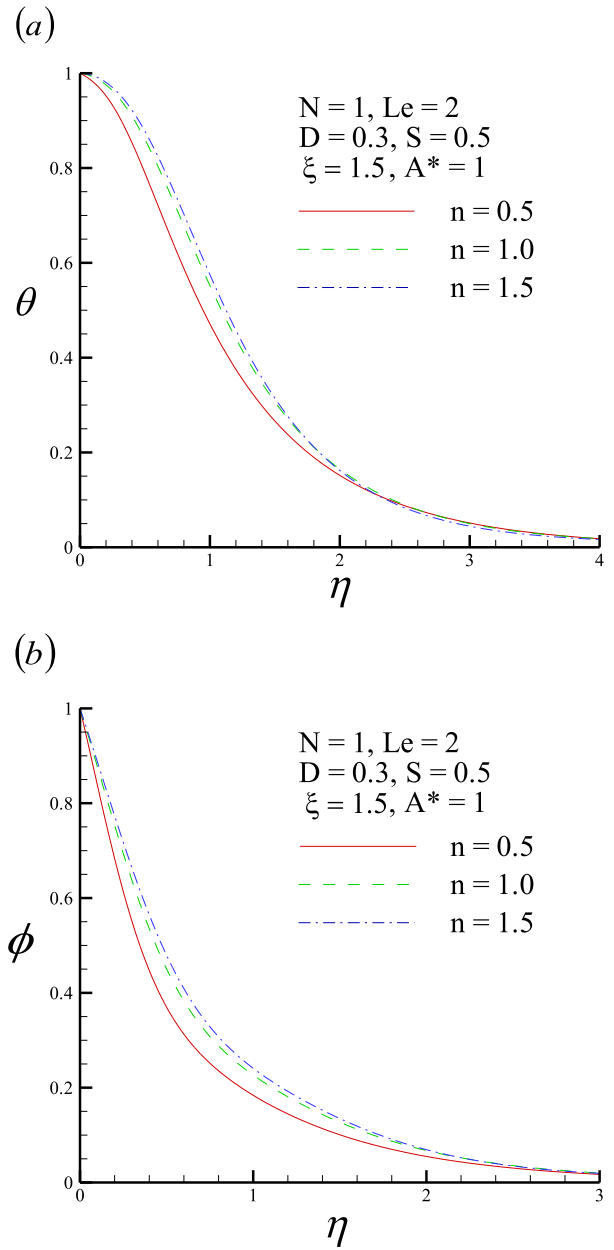 (a)
1
0.8
0.6
0.4
0.2
0
θ
N = 1, Le = 2
D = 0.3, S = 0.5
ξ = 1.5, A* = 1
n = 0.5
n = 1.0
n = 1.5
0 1 2 3 4
η
(b)
1
0.8
0.6
0.4
0.2
0
ϕ
N = 1, Le = 2
D = 0.3, S = 0.5
ξ = 1.5, A* = 1
n = 0.5
n = 1.0
n = 1.5
0 1 2 3
η